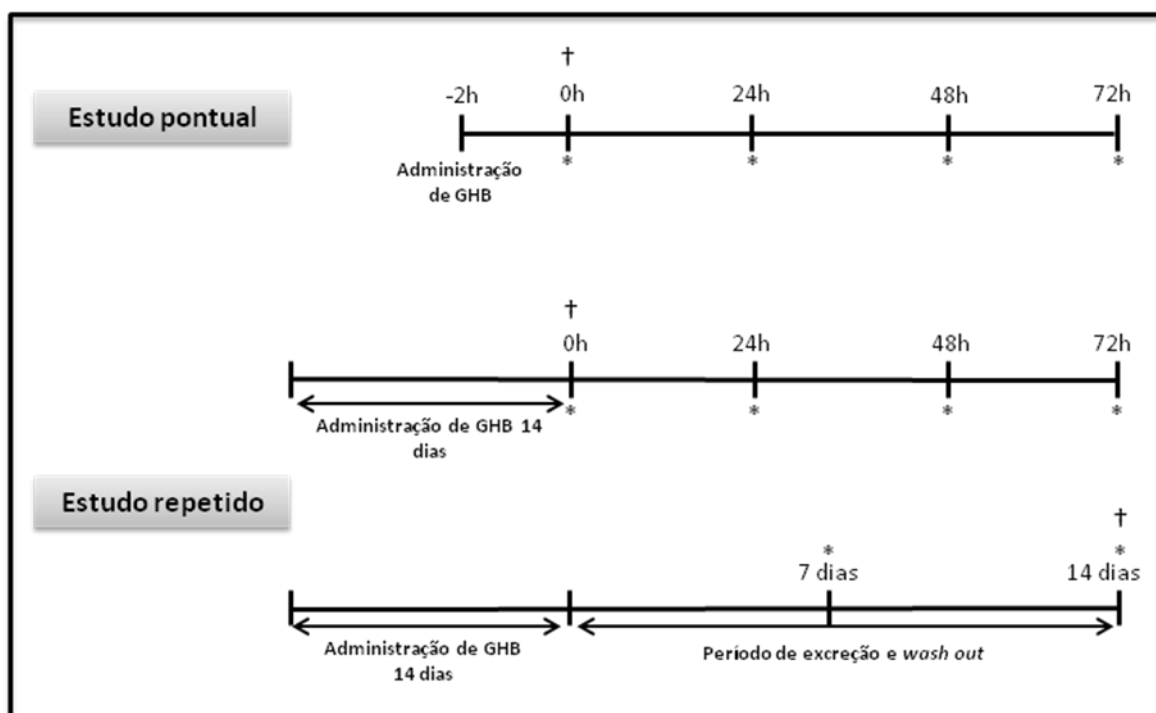 †
-2h 0h 24h 48h 72h
Estudo pontual
* * * *
Administração
de GHB
†
0h 24h 48h 72h
* * * *
Administração de GHB 14
dias
Estudo repetido
†
* *
7 dias 14 dias
Administração de GHB
14 dias
Período de excreção e wash out